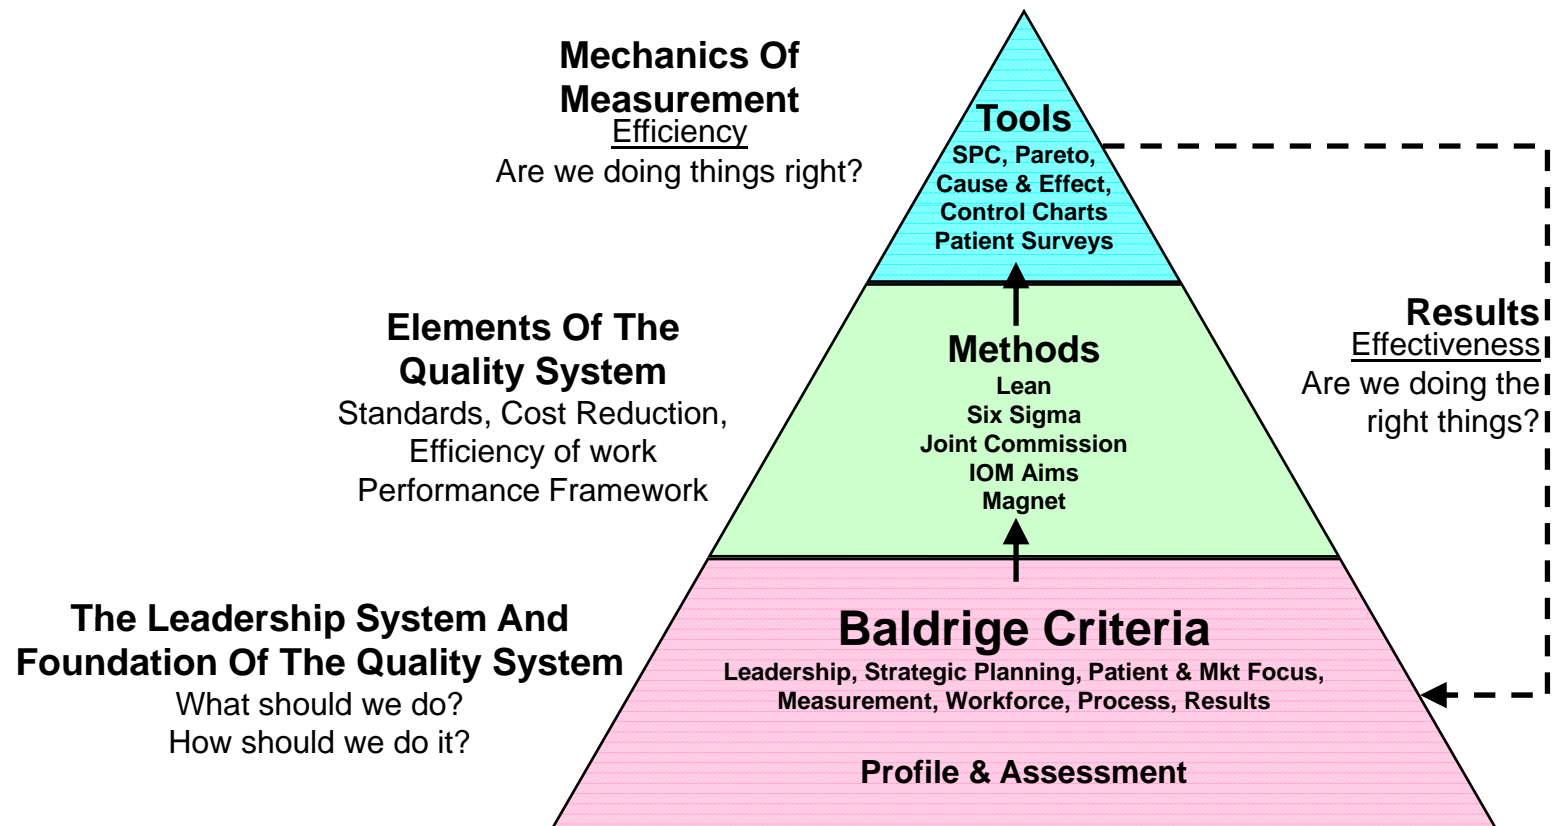 Mechanics Of
Measurement
Efficiency
Are we doing things right?
Tools
SPC, Pareto,
Cause & Effect,
Control Charts
Patient Surveys
Elements Of The
Quality System
Standards, Cost Reduction,
Efficiency of work
Performance Framework
Methods
Lean
Six Sigma
Joint Commission
IOM Aims
Magnet
Results
Effectiveness
Are we doing the
right things?
The Leadership System And
Foundation Of The Quality System
What should we do?
How should we do it?
Baldrige Criteria
Leadership, Strategic Planning, Patient & Mkt Focus,
Measurement, Workforce, Process, Results
Profile & Assessment